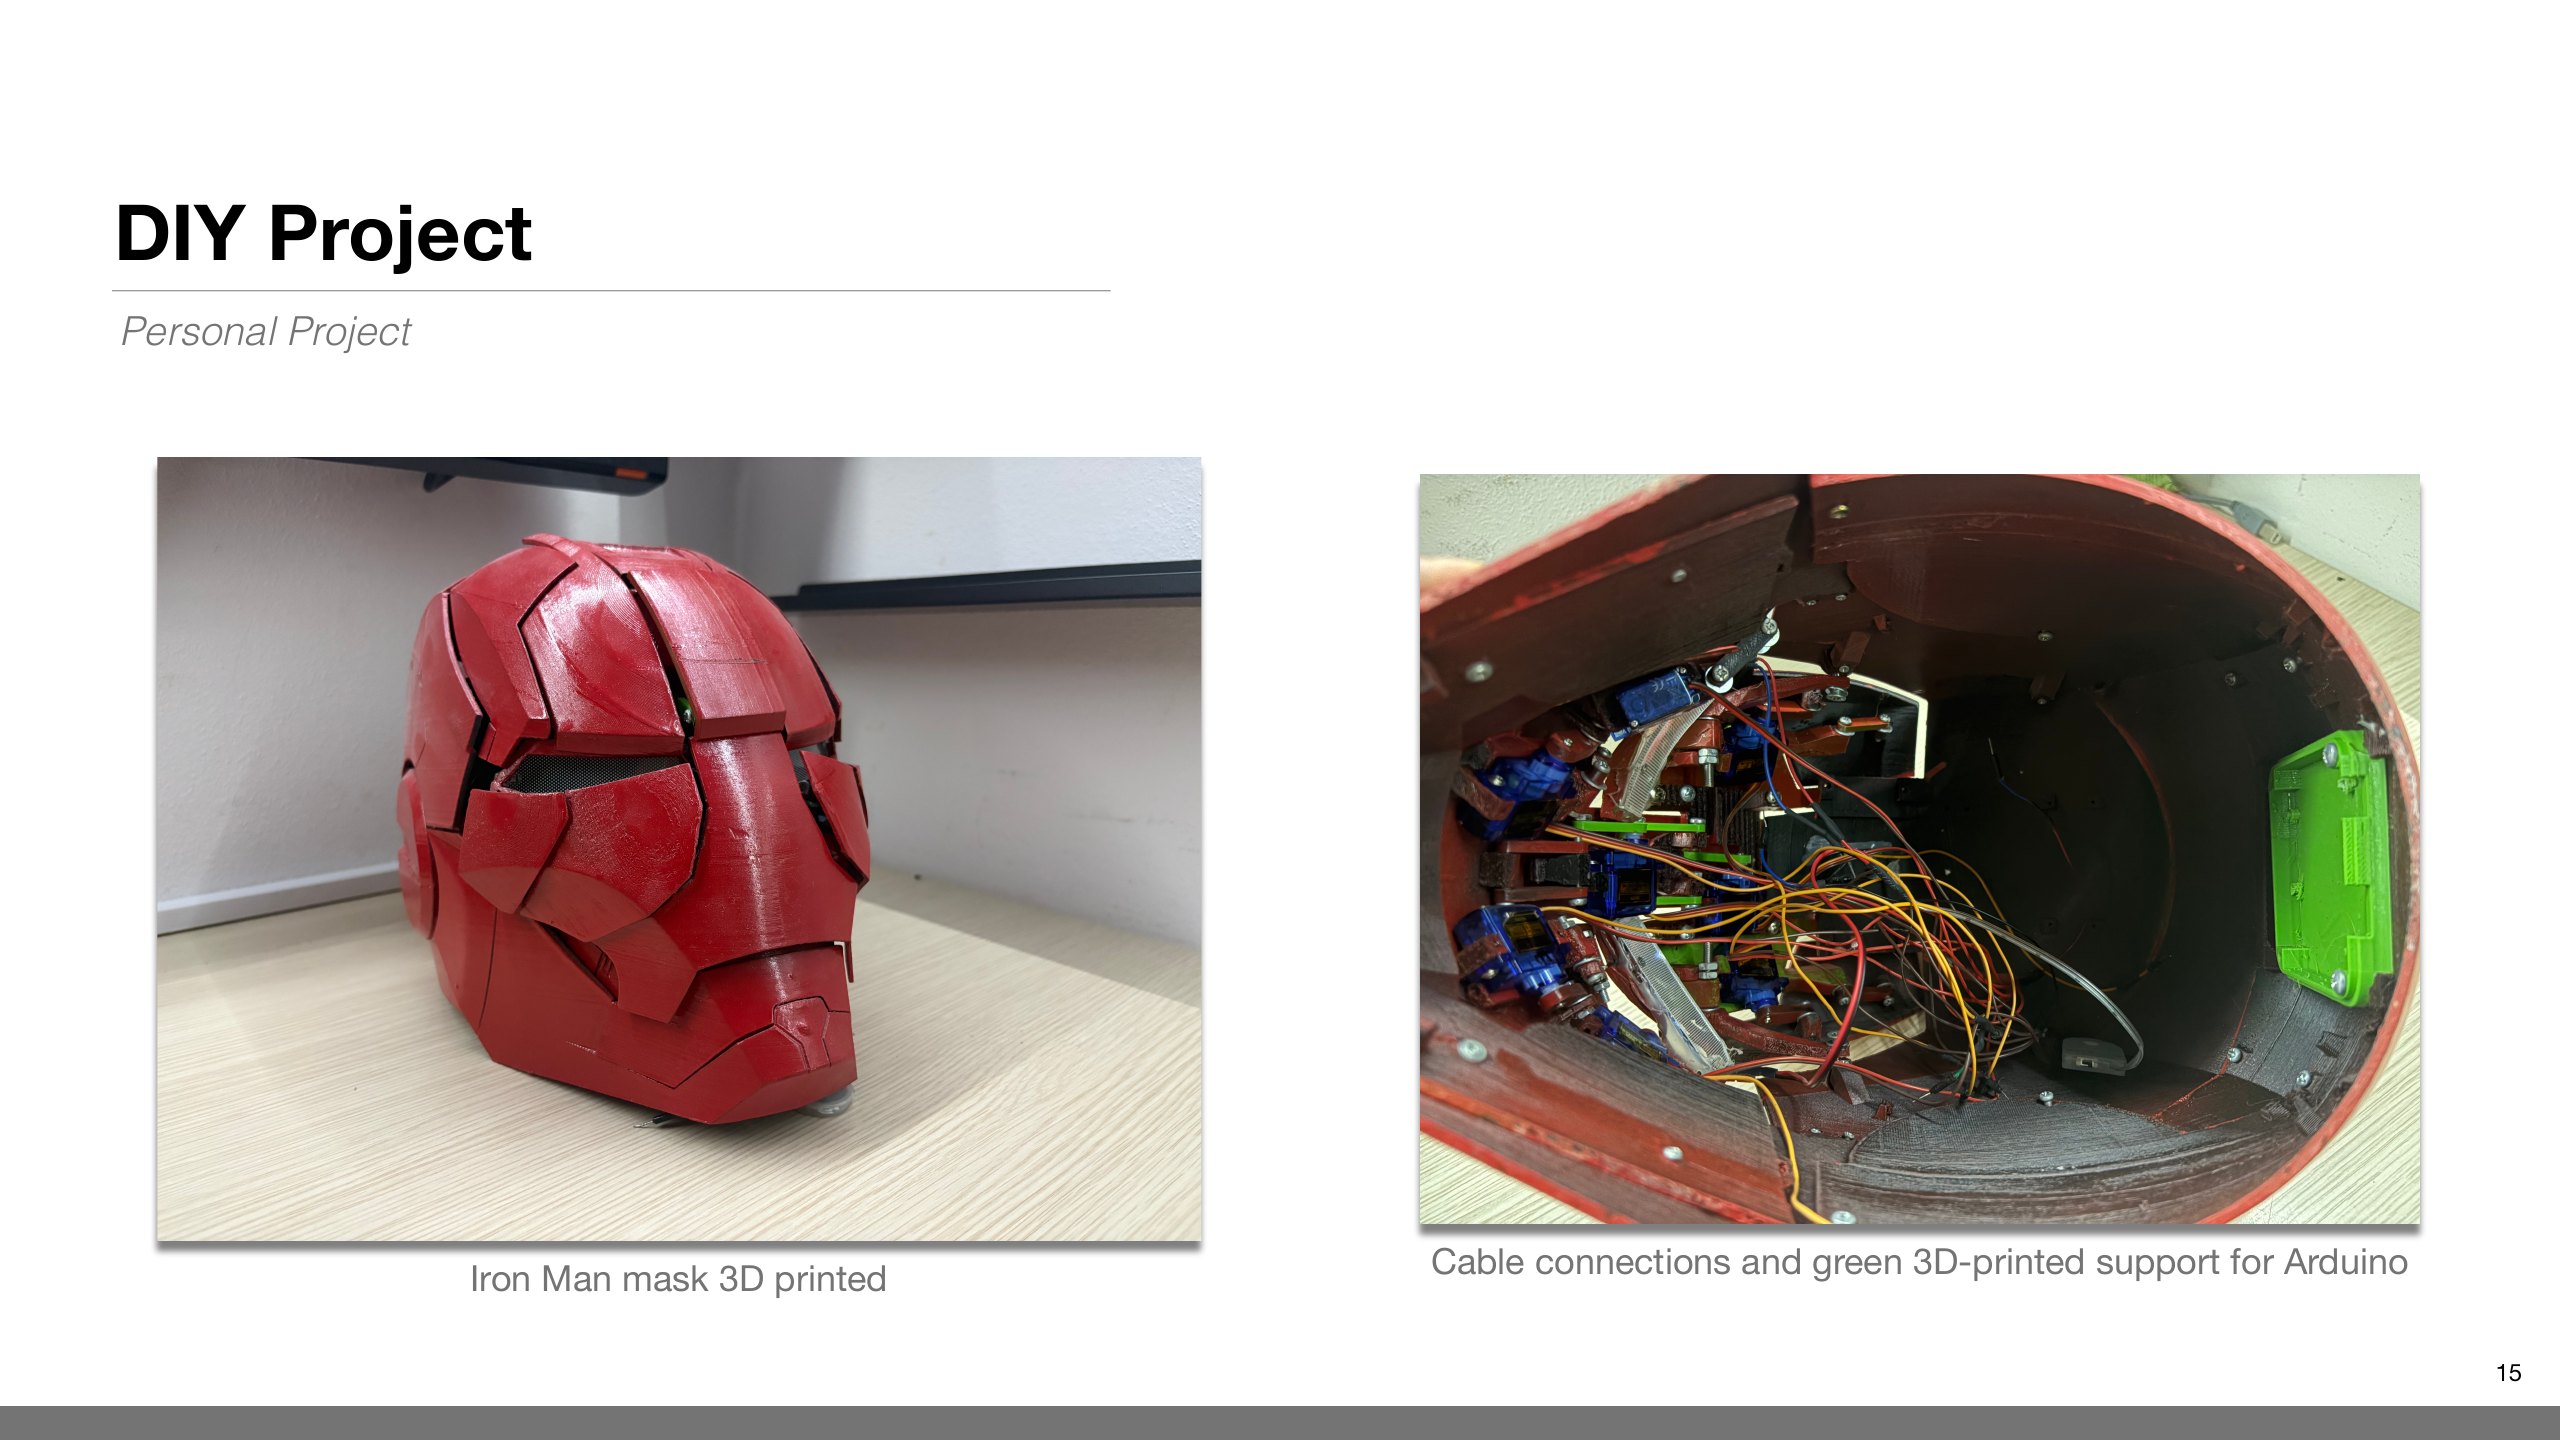 DIY Project
Personal Project
Iron Man mask 3D printed
Cable connections and green 3D-printed support for Arduino
15